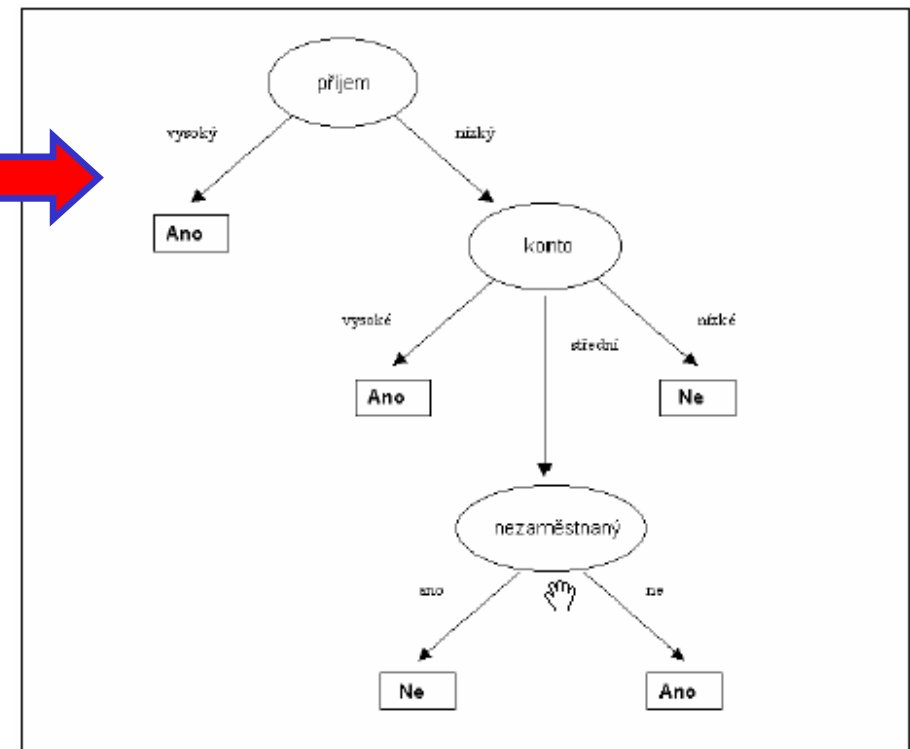 příjem
vysoký
nízký
Ano
konto
vysoké
střední
nízké
Ano
Ne
nezaměstnaný
ano
ne
Ne
Ano